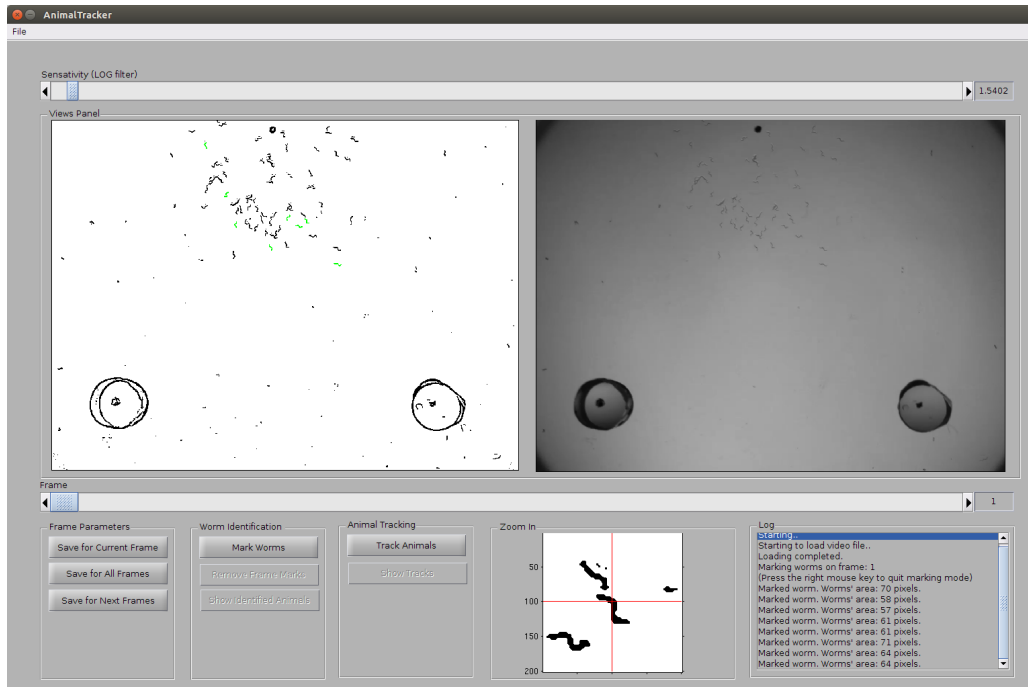 AnimalTracker
File
Sensativity (LOG filter)
1.5402
Views Panel
Frame
1
Frame Parameters
Save for Current Frame
Save for All Frames
Save for Next Frames
Worm Identification
Mark Worms
Remove Frame Marks
Show Identified Animals
Animal Tracking
Track Animals
Show Tracks
Zoom In
50
100
150
200
50
100
150
200
Log
Starting..
Starting to load video file..
Loading completed.
Marking worms on frame: 1
(Press the right mouse key to quit marking mode)
Marked worm. Worms' area: 70 pixels.
Marked worm. Worms' area: 58 pixels.
Marked worm. Worms' area: 57 pixels.
Marked worm. Worms' area: 61 pixels.
Marked worm. Worms' area: 61 pixels.
Marked worm. Worms' area: 71 pixels.
Marked worm. Worms' area: 64 pixels.
Marked worm. Worms' area: 64 pixels.